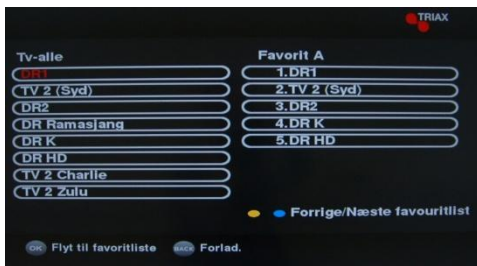 TRIAX
Tv-alle
DR1
TV 2 (Syd)
DR2
DR Ramasjang
DR K
DR HD
TV 2 Charlie
TV 2 Zulu
Favorit A
1.DR1
2.TV 2 (Syd)
3.DR2
4.DR K
5.DR HD
Forrige/Næste favouritlist
OK Flyt til favoritliste BACK Forlad.